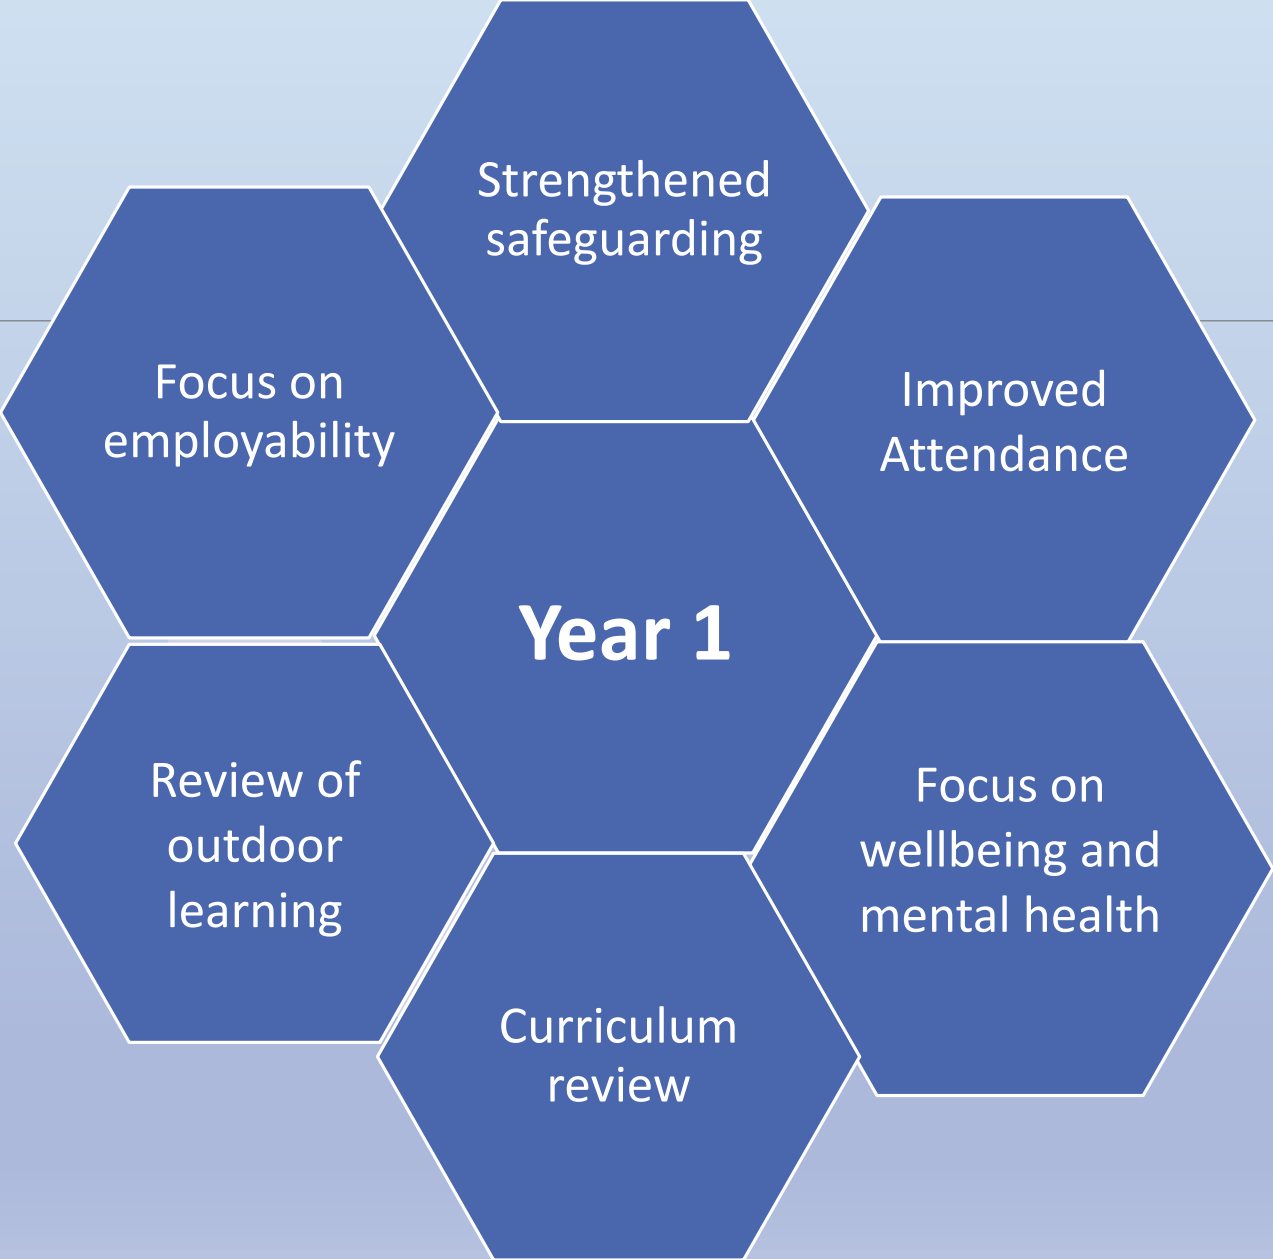 Strengthened
safeguarding
Improved
Attendance
Focus on
wellbeing and
mental health
Curriculum
review
Review of
outdoor
learning
Focus on
employability
Year 1